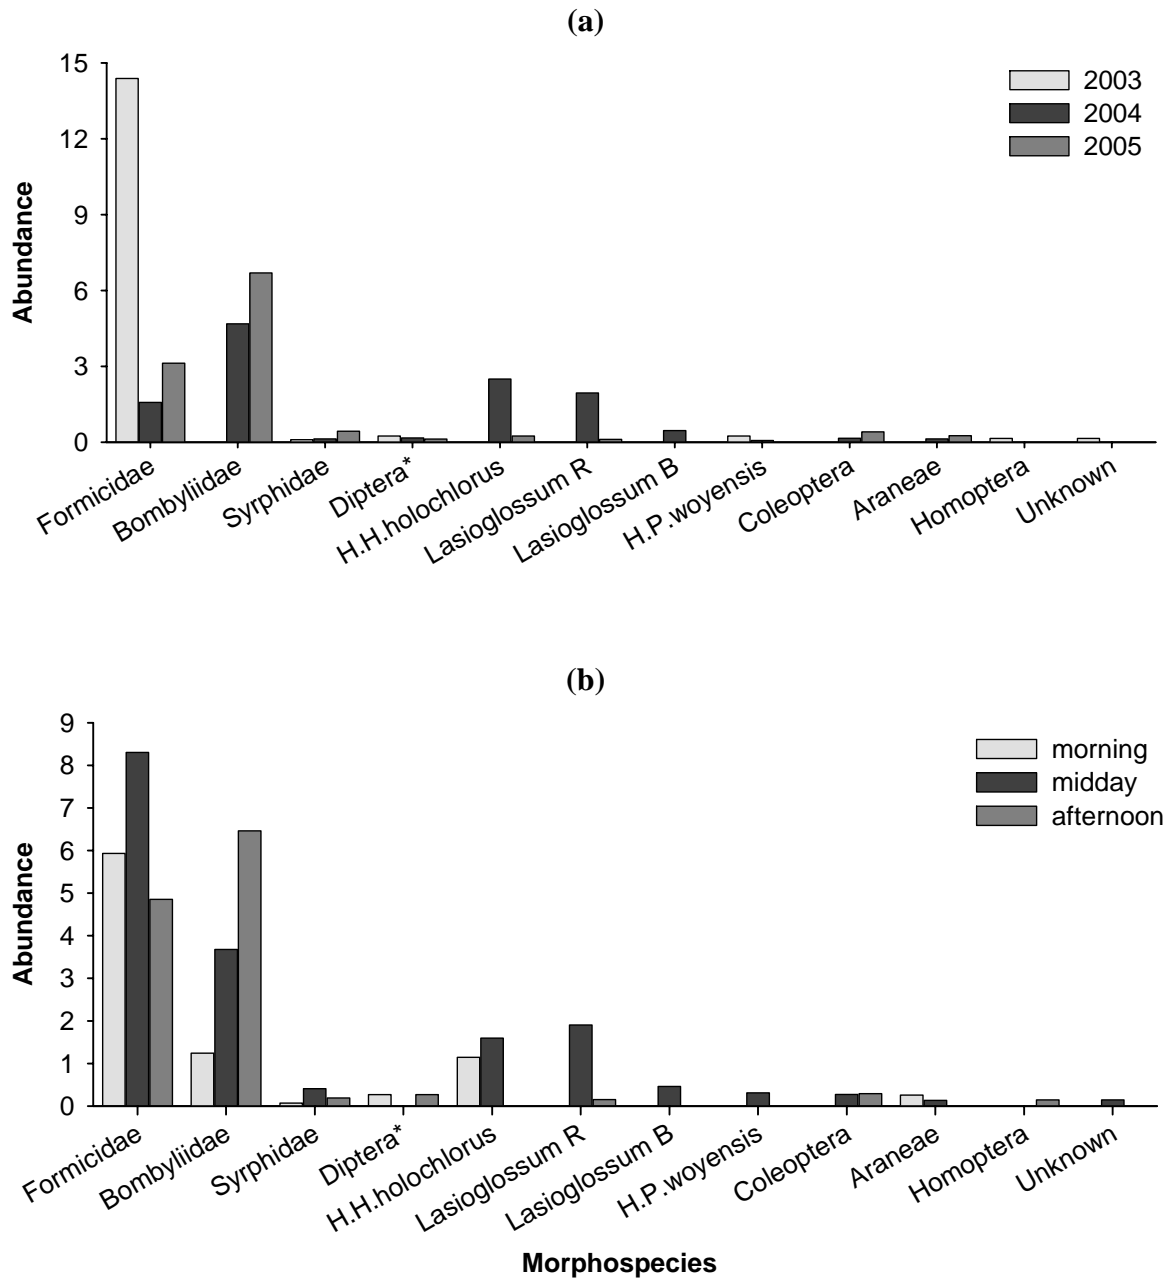 (a)
15
12
9
6
3
0
Abundance
2003
2004
2005
Formicidae
Bombyliidae
Syrphidae
Diptera*
H.H.holochlorus
Lasioglossum R
Lasioglossum B
H.P.woyensis
Coleoptera
Araneae
Homoptera
Unknown
(b)
9
8
7
6
5
4
3
2
1
0
Abundance
morning
midday
afternoon
Formicidae
Bombyliidae
Syrphidae
Diptera*
H.H.holochlorus
Lasioglossum R
Lasioglossum B
H.P.woyensis
Coleoptera
Araneae
Homoptera
Unknown
Morphospecies